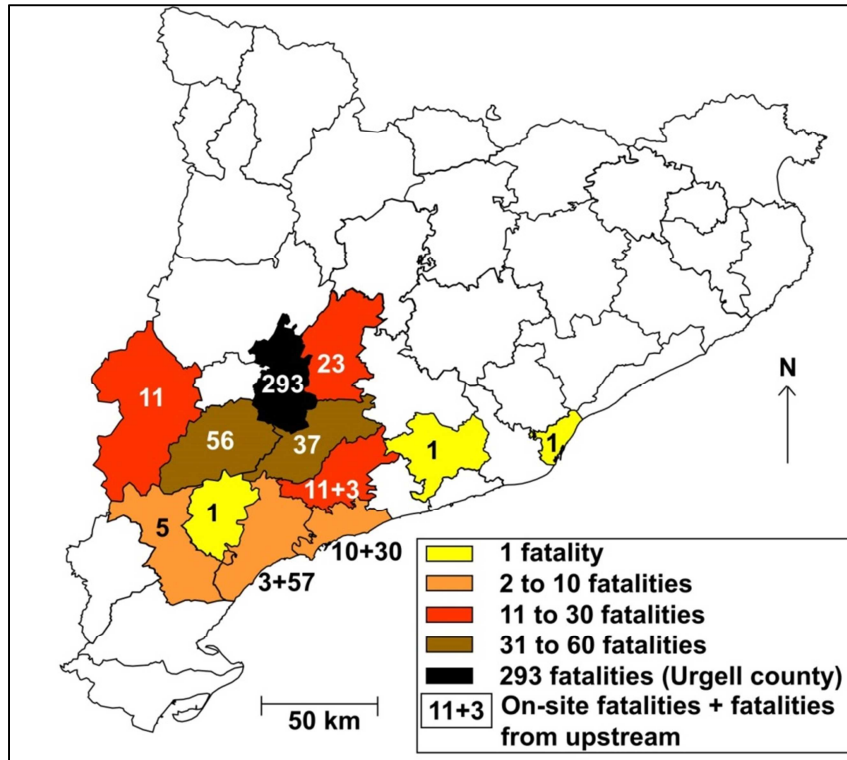 N
23
293
11
56
37
1
1
11+3
5
1
10+30
3+57
50 km
1 fatality
2 to 10 fatalities
11 to 30 fatalities
31 to 60 fatalities
293 fatalities (Urgell county)
11+3 On-site fatalities + fatalities
from upstream